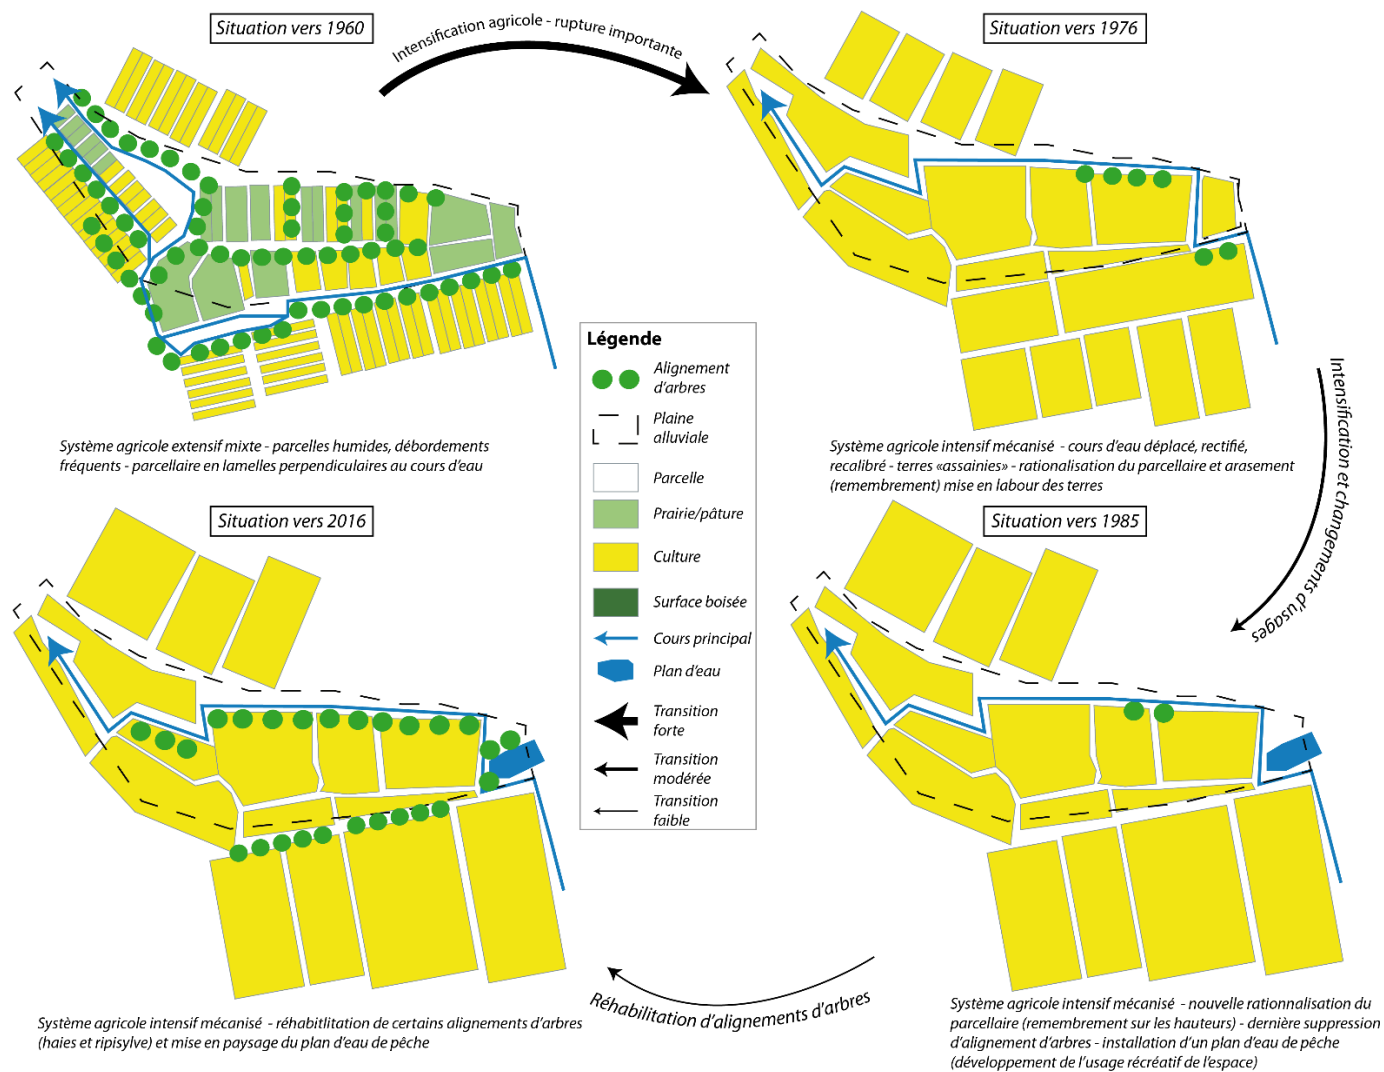 Situation vers 1960
Intensification agricole - rupture importante
Situation vers 1976
Système agricole extensif mixte - parcelles humides, débordements
fréquents - parcellaire en lamelles perpendiculaires au cours d'eau
Système agricole intensif mécanisé - cours d'eau déplacé, rectifié,
recalibré - terres «assainies» - rationalisation du parcellaire et arasement
(remembrement) mise en labour des terres
Légende
Alignement
d'arbres
Plaine
alluviale
Parcelle
Prairie/pâture
Culture
Surface boisée
Cours principal
Plan d'eau
Transition
forte
Transition
modérée
Transition
faible
Intensification et changements d'usages
Situation vers 2016
Situation vers 1985
Réhabilitation d'alignements d'arbres
Système agricole intensif mécanisé - réhabitlitation de certains alignements d'arbres
(haies et ripisylve) et mise en paysage du plan d'eau de pêche
Système agricole intensif mécanisé - nouvelle rationnalisation du
parcellaire (remembrement sur les hauteurs) - dernière suppression
d'alignement d'arbres - installation d'un plan d'eau de pêche
(développement de l'usage récréatif de l'espace)